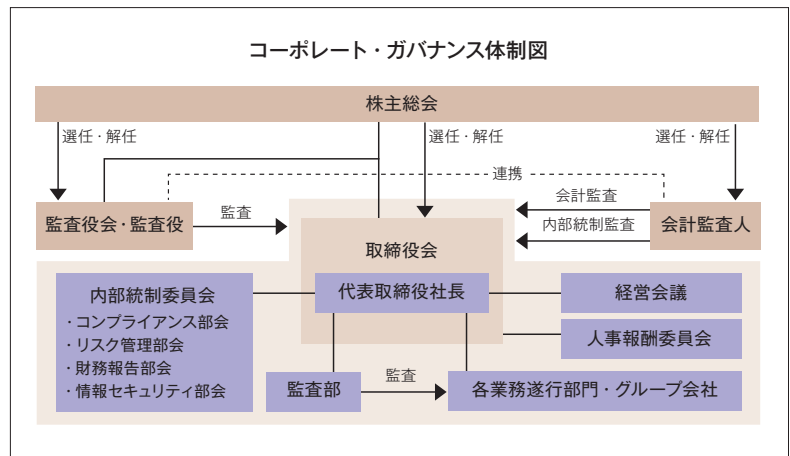 コーポレート・ガバナンス体制図
株主総会
選任・解任
選任・解任
選任・解任
連携
監査役会・監査役
監査
会計監査
内部統制監査
会計監査人
取締役会
代表取締役社長
内部統制委員会
・コンプライアンス部会
・リスク管理部会
・財務報告部会
・情報セキュリティ部会
経営会議
人事報酬委員会
監査部
監査
各業務遂行部門・グループ会社